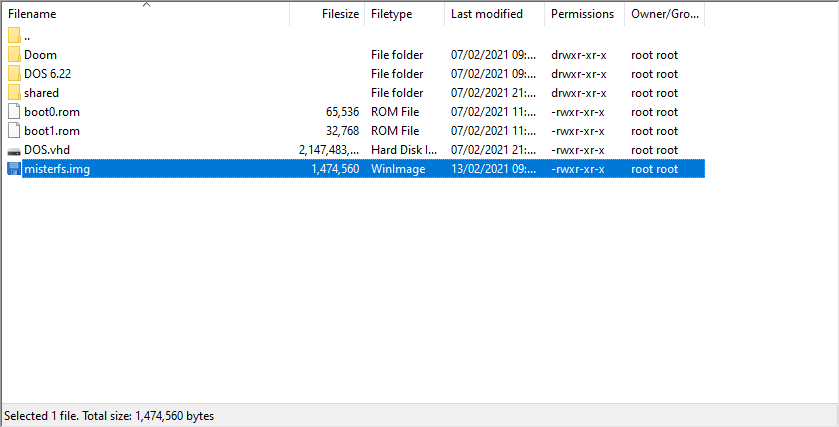 Filename Filesize Filetype Last modified Permissions Owner/Gro...
..
Doom File folder 07/02/2021 09:... drwxr-xr-x root root
DOS 6.22 File folder 07/02/2021 09:... drwxr-xr-x root root
shared File folder 07/02/2021 21:... drwxr-xr-x root root
boot0.rom 65,536 ROM File 07/02/2021 11:... -rwxr-xr-x root root
boot1.rom 32,768 ROM File 07/02/2021 11:... -rwxr-xr-x root root
DOS.vhd 2,147,483,... Hard Disk I... 07/02/2021 21:... -rwxr-xr-x root root
misterfs.img 1,474,560 WinImage 13/02/2021 09:... -rwxr-xr-x root root
Selected 1 file. Total size: 1,474,560 bytes